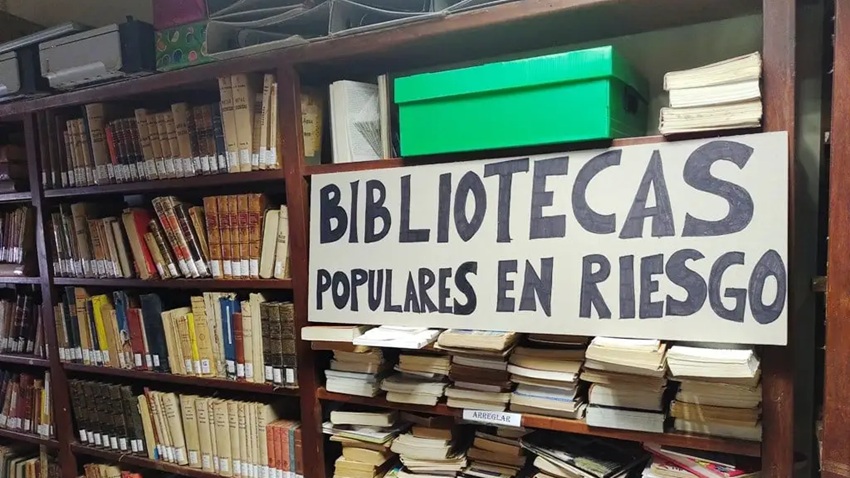 BIBLIOTECAS
POPULARES EN RIESGO
ARREGLAR